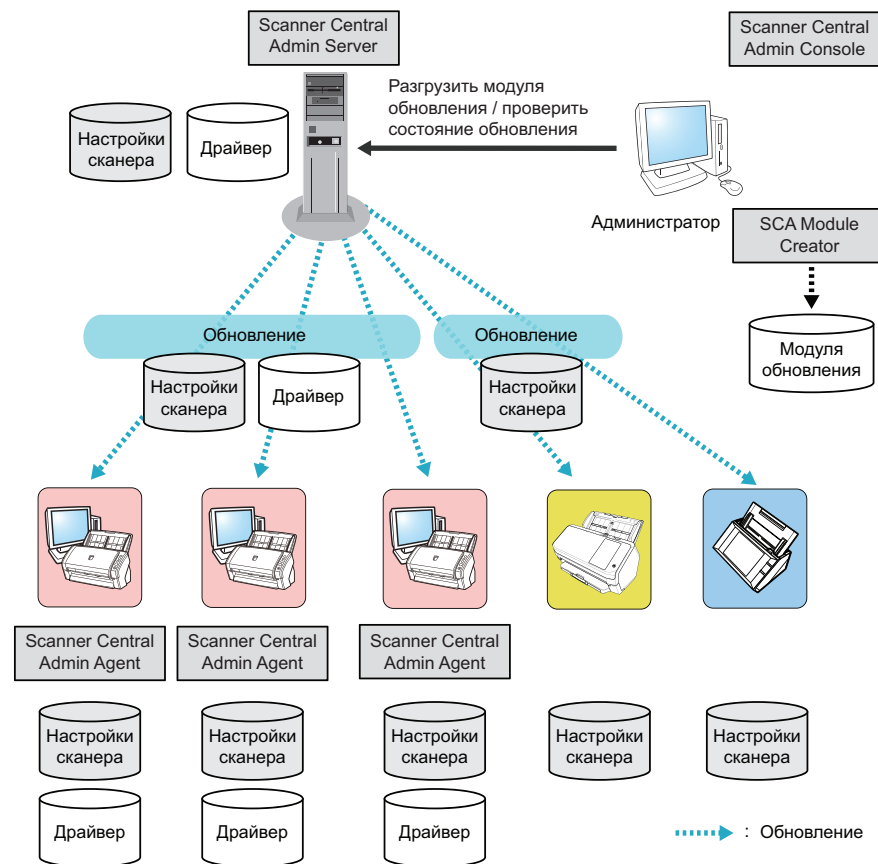 Scanner Central
Admin Server
Scanner Central
Admin Console
Разгрузить модуля
обновления / проверить
состояние обновления
Настройки
сканера
Драйвер
Администратор
SCA Module
Creator
Модуля
обновления
Обновление
Обновление
Настройки
сканера
Драйвер
Настройки
сканера
Scanner Central
Admin Agent
Scanner Central
Admin Agent
Scanner Central
Admin Agent
Настройки
сканера
Настройки
сканера
Настройки
сканера
Настройки
сканера
Настройки
сканера
Драйвер
Драйвер
Драйвер
: Обновление